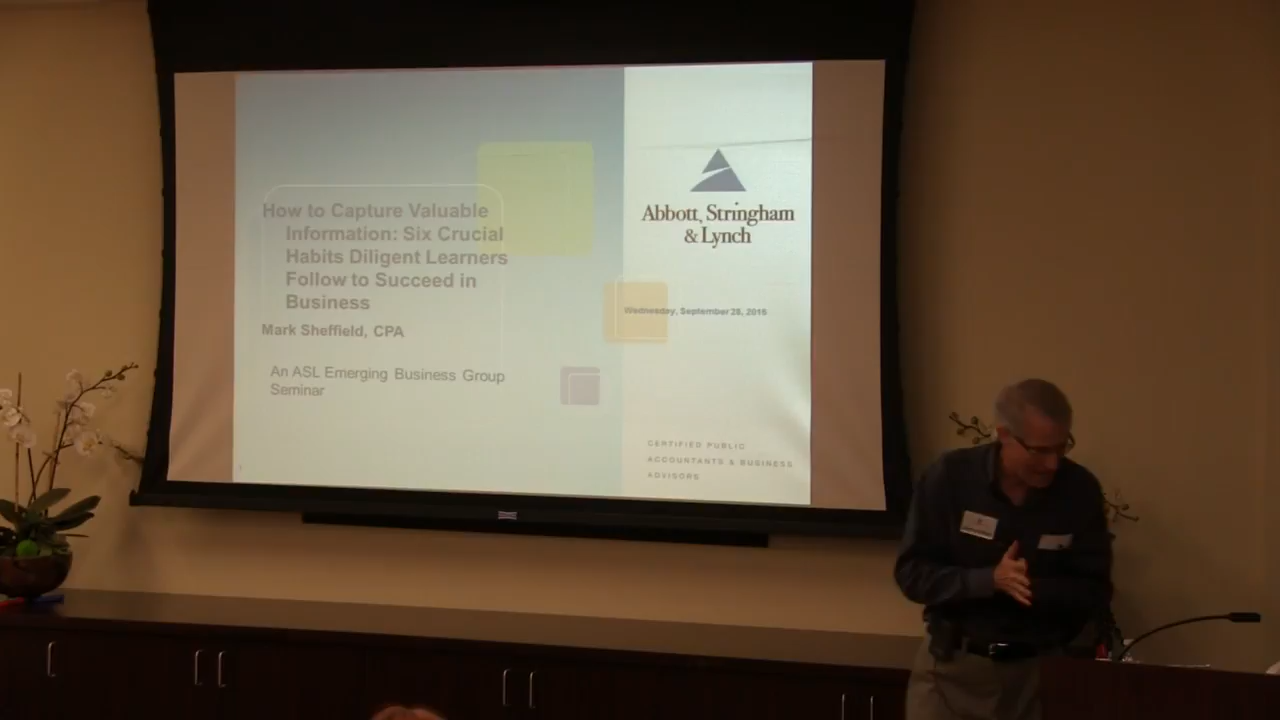 How to Capture Valuable
Information: Six Crucial
Habits Diligent Learners
Follow to Succeed in
Business
Mark Sheffield, CPA
An ASL Emerging Business Group
Seminar
Abbott, Stringham
& Lynch
Wednesday, September 28, 2016
CERTIFIED PUBLIC
ACCOUNTANTS & BUSINESS
ADVISORS